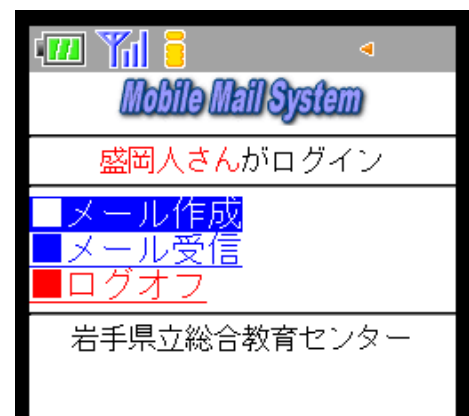 Mobile Mail System
盛岡人さんがログイン
■メール作成
■メール受信
■ログオフ
岩手県立総合教育センター